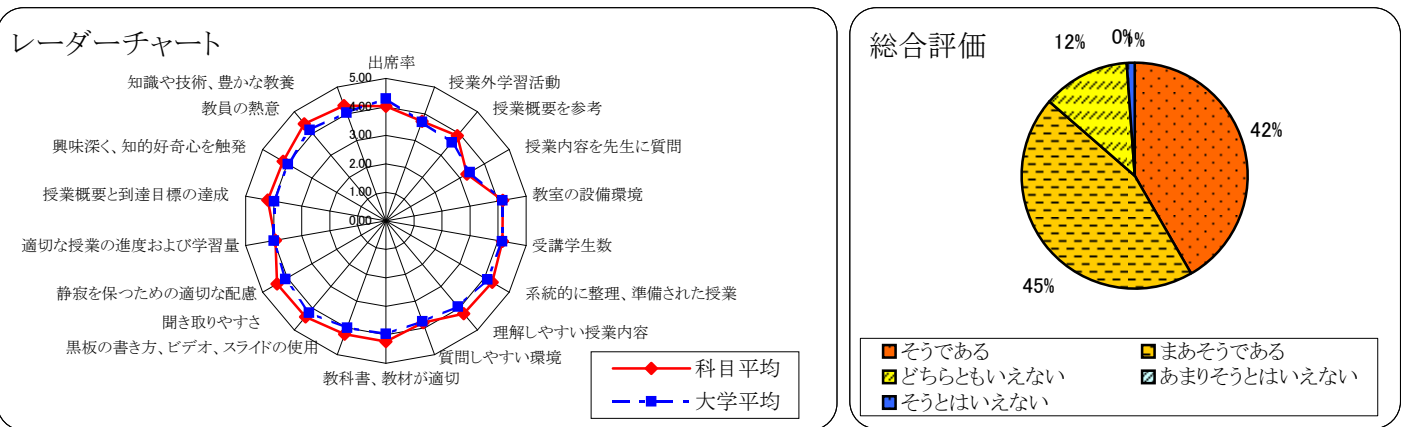 レーダーチャート
出席率
授業外学習活動
授業概要を参考
授業内容を先生に質問
教室の設備環境
受講学生数
系統的に整理、準備された授業
理解しやすい授業内容
質問しやすい環境
教科書、教材が適切
黒板の書き方、ビデオ、スライドの使用
聞き取りやすさ
静寂を保つための適切な配慮
適切な授業の進度および学習量
授業概要と到達目標の達成
興味深く、知的好奇心を触発
教員の熱意
知識や技術、豊かな教養
5.00
4.00
3.00
2.00
1.00
0.00
科目平均
大学平均
総合評価
42%
45%
12%
0%
1%
そうである
まあそうである
どちらともいえない
あまりそうとはいえない
そうとはいえない